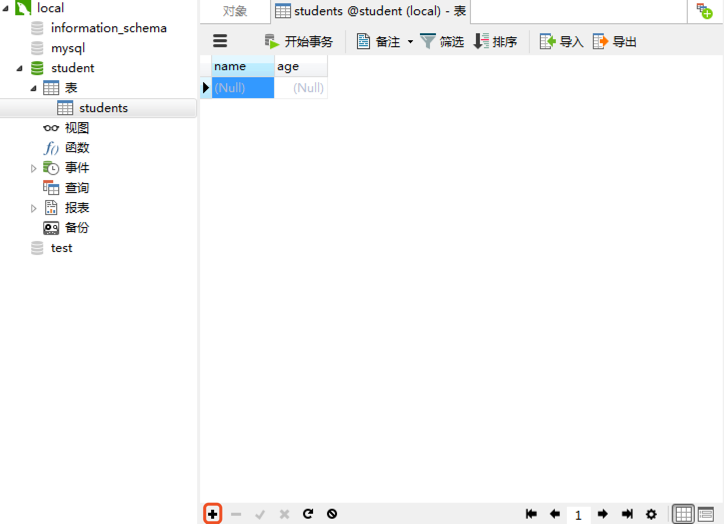 local
information_schema
mysql
student
表
students
视图
f()
函数
事件
查询
报表
备份
test
对象
students @student (local) - 表
开始事务
备注
筛选
排序
导入
导出
name age
(Null) (Null)
1